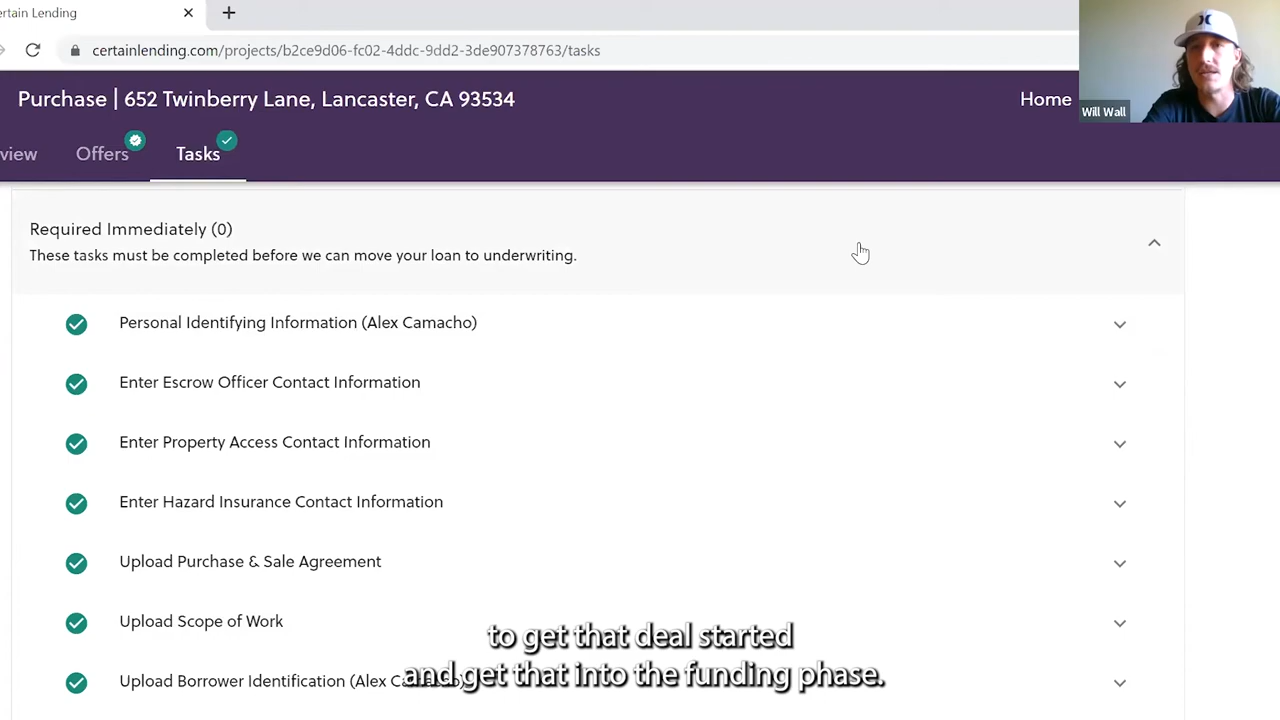 ertain Lending
certainlending.com/projects/b2ce9d06-fc02-4ddc-9dd2-3de907378763/tasks
Purchase | 652 Twinberry Lane, Lancaster, CA 93534
Home
Will Wall
view
Offers
Tasks
Required Immediately (0)
These tasks must be completed before we can move your loan to underwriting.
Personal Identifying Information (Alex Camacho)
Enter Escrow Officer Contact Information
Enter Property Access Contact Information
Enter Hazard Insurance Contact Information
Upload Purchase & Sale Agreement
Upload Scope of Work
to get that deal started
Upload Borrower Identification (Alex Camacho)
and get that into the funding phase.